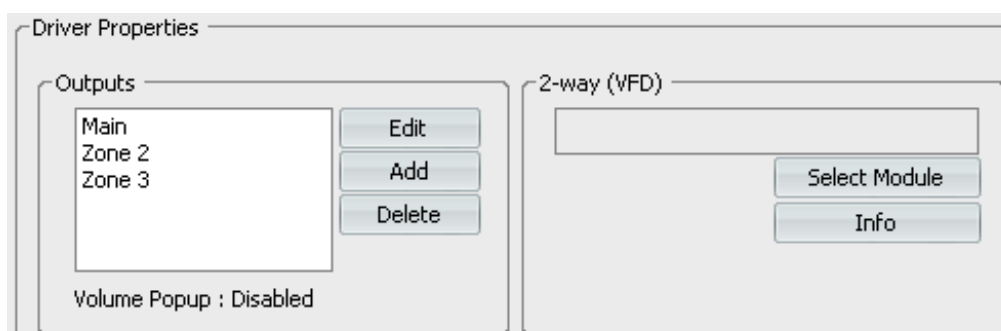 Driver Properties
Outputs
Main
Zone 2
Zone 3
Edit
Add
Delete
Volume Popup : Disabled
2-way (VFD)
Select Module
Info